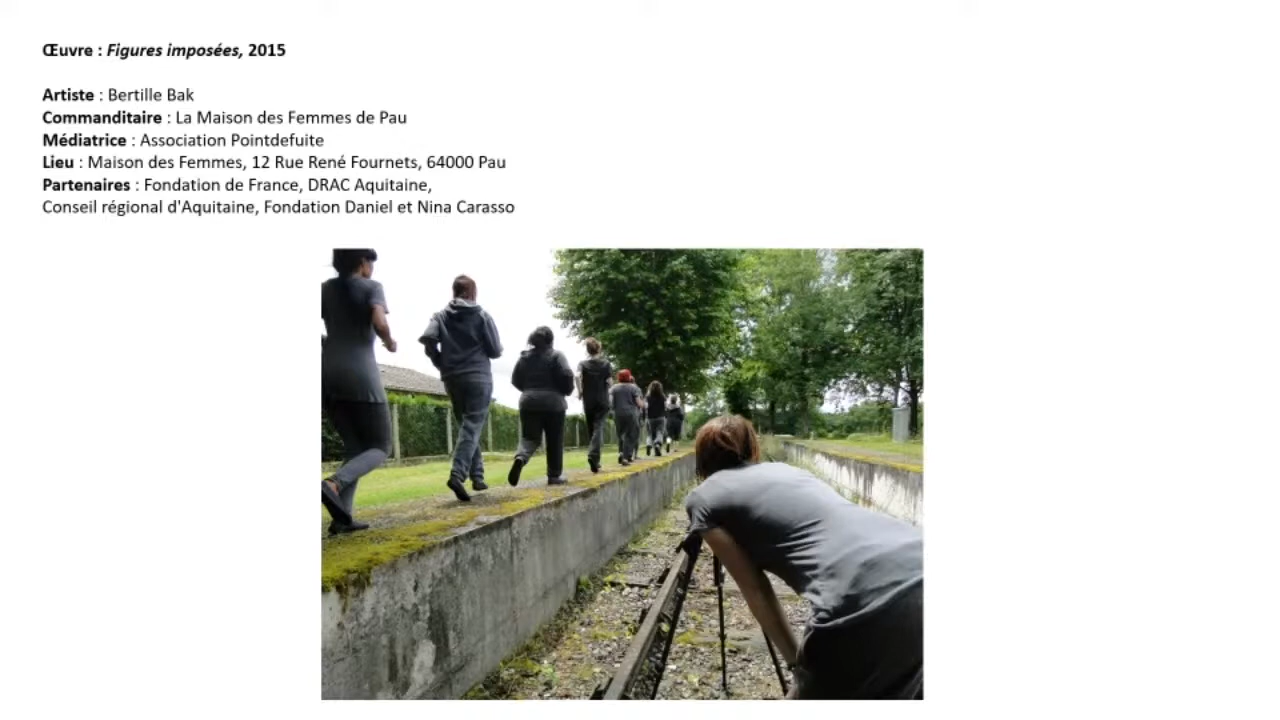 Œuvre : Figures imposées, 2015
Artiste : Bertille Bak
Commanditaire : La Maison des Femmes de Pau
Médiatrice : Association Pointdefuite
Lieu : Maison des Femmes, 12 Rue René Fournets, 64000 Pau
Partenaires : Fondation de France, DRAC Aquitaine,
Conseil régional d'Aquitaine, Fondation Daniel et Nina Carasso